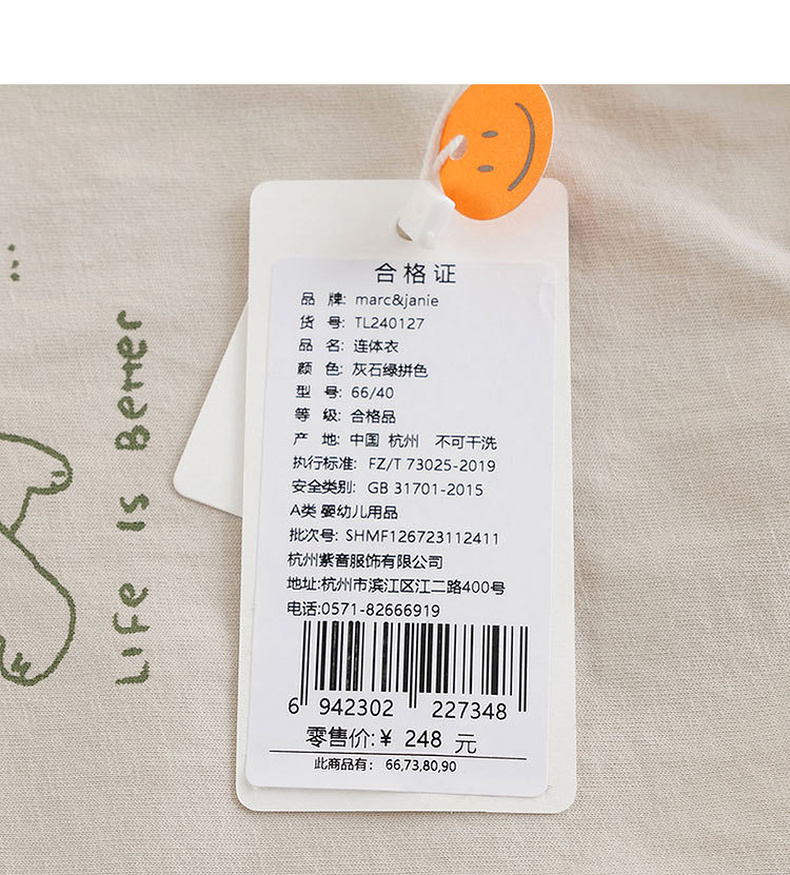 合格证
品 牌: marc&janie
货 号: TL240127
品 名: 连体衣
颜 色: 灰石绿拼色
型 号: 66/40
等 级: 合格品
产 地: 中国 杭州 不可干洗
执行标准: FZ/T 73025-2019
安全类别: GB 31701-2015
A类 婴幼儿用品
批次号: SHMF126723112411
杭州紫音服饰有限公司
地址:杭州市滨江区江二路400号
电话:0571-82666919
6 942302 227348
零售价:¥ 248 元
此商品有: 66,73,80,90
LIFE IS BETTER
...